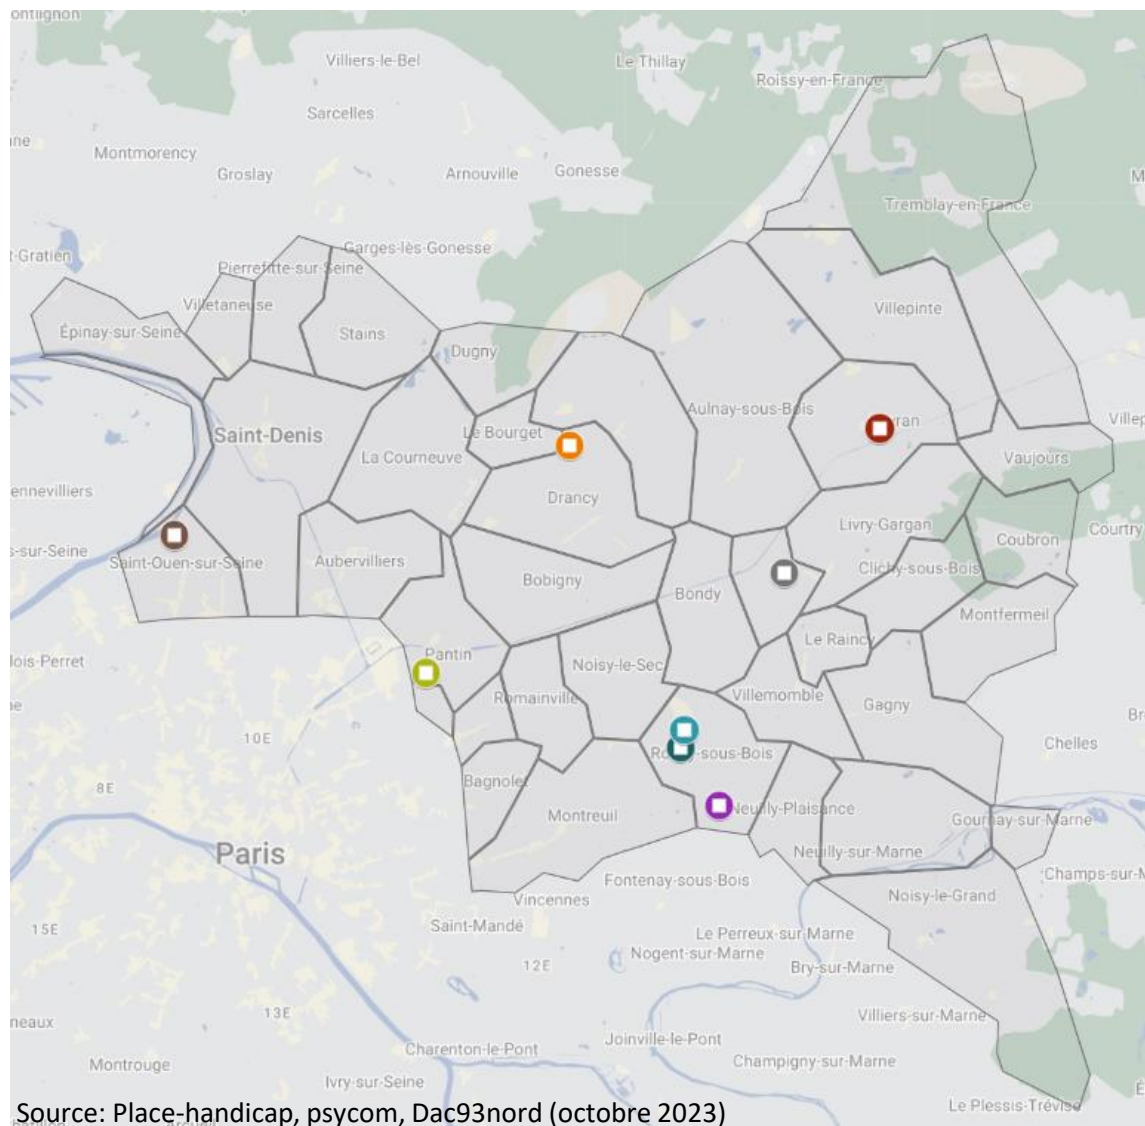 Villiers-le-Bel
Le Thillay
Roissy-en-France
Sarcelles
Montmorency
Groslay
Arnouville
Gonesse
Tremblay-en-France
Garges-lès-Gonesse
Pierrefitte-sur-Seine
Villetaneuse
Villepinte
Épinay-sur-Seine
Stains
Dugny
Aulnay-sous-Bois
Saint-Denis
Le Bourget
La Courneuve
Vaujours
Drancy
Livry-Gargan
Coubron
Saint-Ouen-sur-Seine
Aubervilliers
Clichy-sous-Bois
Bobigny
Bondy
Montfermeil
Le Raincy
Pantin
Noisy-le-Sec
Romainville
Villemomble
Gagny
10E
Chelles
Bagnolet
8E
Montreuil
Neuilly-Plaisance
Gournay-sur-Marne
Paris
Neuilly-sur-Marne
Fontenay-sous-Bois
Noisy-le-Grand
Vincennes
15E
Saint-Mandé
Le Perreux-sur-Marne
Nogent-sur-Marne
12E
Bry-sur-Marne
13E
Villiers-sur-Marne
Joinville-le-Pont
Charenton-le-Pont
Champigny-sur-Marne
Montrouge
Ivry-sur-Seine
Le Plessis-Trévise
Source: Place-handicap, psycom, Dac93nord (octobre 2023)